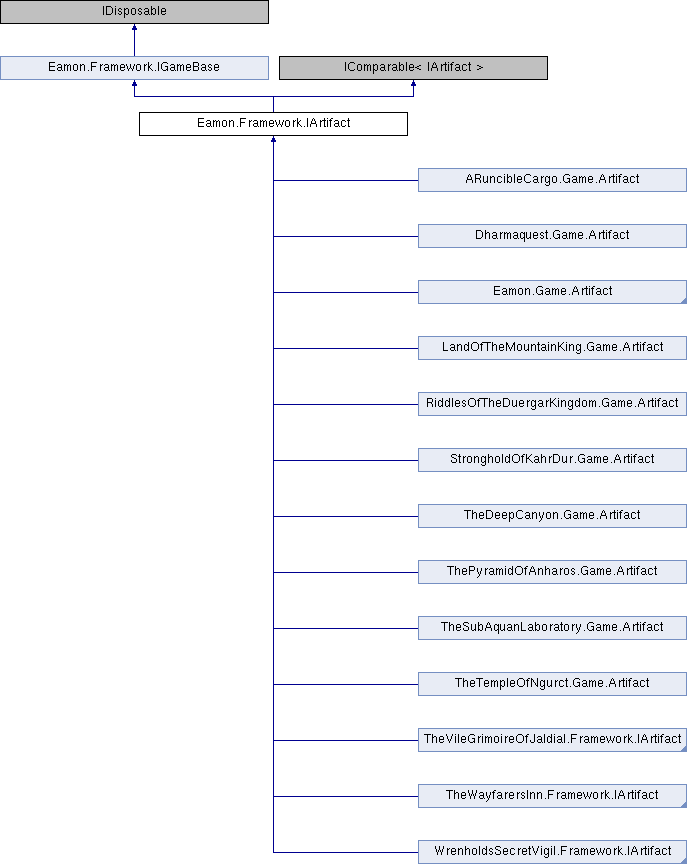 IDisposable
Eamon.Framework.IGameBase
IComparable< IArtifact >
Eamon.Framework.IArtifact
ARuncibleCargo.Game.Artifact
Dharmaquest.Game.Artifact
Eamon.Game.Artifact
LandOfTheMountainKing.Game.Artifact
RiddlesOfTheDuergarKingdom.Game.Artifact
StrongholdOfKahrDur.Game.Artifact
TheDeepCanyon.Game.Artifact
ThePyramidOfAnharos.Game.Artifact
TheSubAquanLaboratory.Game.Artifact
TheTempleOfNgurct.Game.Artifact
TheVileGrimoireOfJaldial.Framework.IArtifact
TheWayfarersInn.Framework.IArtifact
WrenholdsSecretVigil.Framework.IArtifact